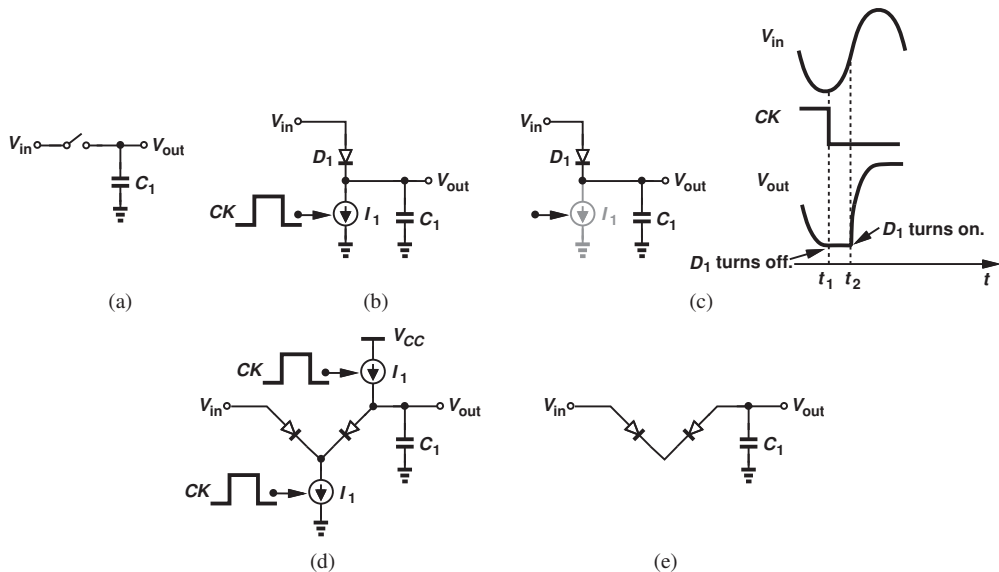 V_in
V_out
C_1
(a)
V_in
D_1
V_out
CK
I_1
C_1
(b)
V_in
D_1
V_out
I_1
C_1
V_in
CK
V_out
D_1 turns on.
D_1 turns off.
t_1
t_2
t
(c)
V_CC
CK
I_1
V_in
V_out
C_1
CK
I_1
(d)
V_in
V_out
C_1
(e)